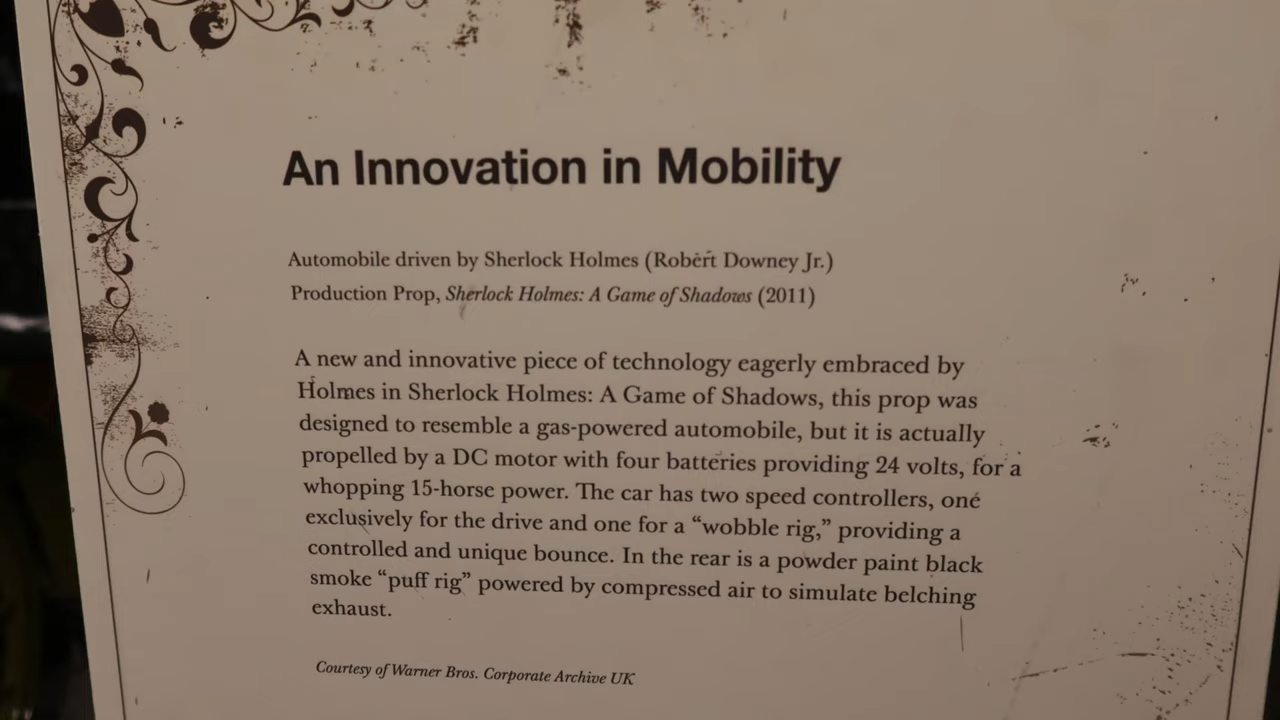 An Innovation in Mobility
Automobile driven by Sherlock Holmes (Robert Downey Jr.)
Production Prop, Sherlock Holmes: A Game of Shadows (2011)
A new and innovative piece of technology eagerly embraced by
Holmes in Sherlock Holmes: A Game of Shadows, this prop was
designed to resemble a gas-powered automobile, but it is actually
propelled by a DC motor with four batteries providing 24 volts, for a
whopping 15-horse power. The car has two speed controllers, one
exclusively for the drive and one for a “wobble rig,” providing a
controlled and unique bounce. In the rear is a powder paint black
smoke “puff rig” powered by compressed air to simulate belching
exhaust.
Courtesy of Warner Bros. Corporate Archive UK